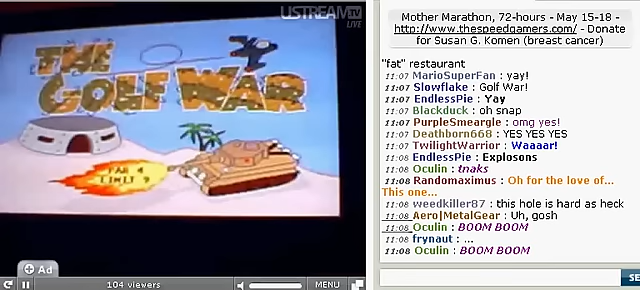 USTREAM.TV
LIVE
THE
GOLF WAR
PAR 4
LIMIT 9
Ad
104 viewers
MENU
Mother Marathon, 72-hours - May 15-18 -
http://www.thespeedgamers.com/ - Donate
for Susan G. Komen (breast cancer)
"fat" restaurant
11:07 MarioSuperFan : yay!
11:07 Slowflake : Golf War!
11:07 EndlessPie : Yay
11:07 Blackduck : oh snap
11:07 PurpleSmeargle : omg yes!
11:07 Deathborn668 : YES YES YES
11:07 TwilightWarrior : Waaaar!
11:08 EndlessPie : Explosons
11:08 Oculin : tnaks
11:08 Randomaximus : Oh for the love of...
This one...
11:08 weedkiller87 : this hole is hard as heck
11:08 Aero|MetalGear : Uh, gosh
11:08 Oculin : BOOM BOOM
11:08 frynaut : ...
11:08 Oculin : BOOM BOOM
SE